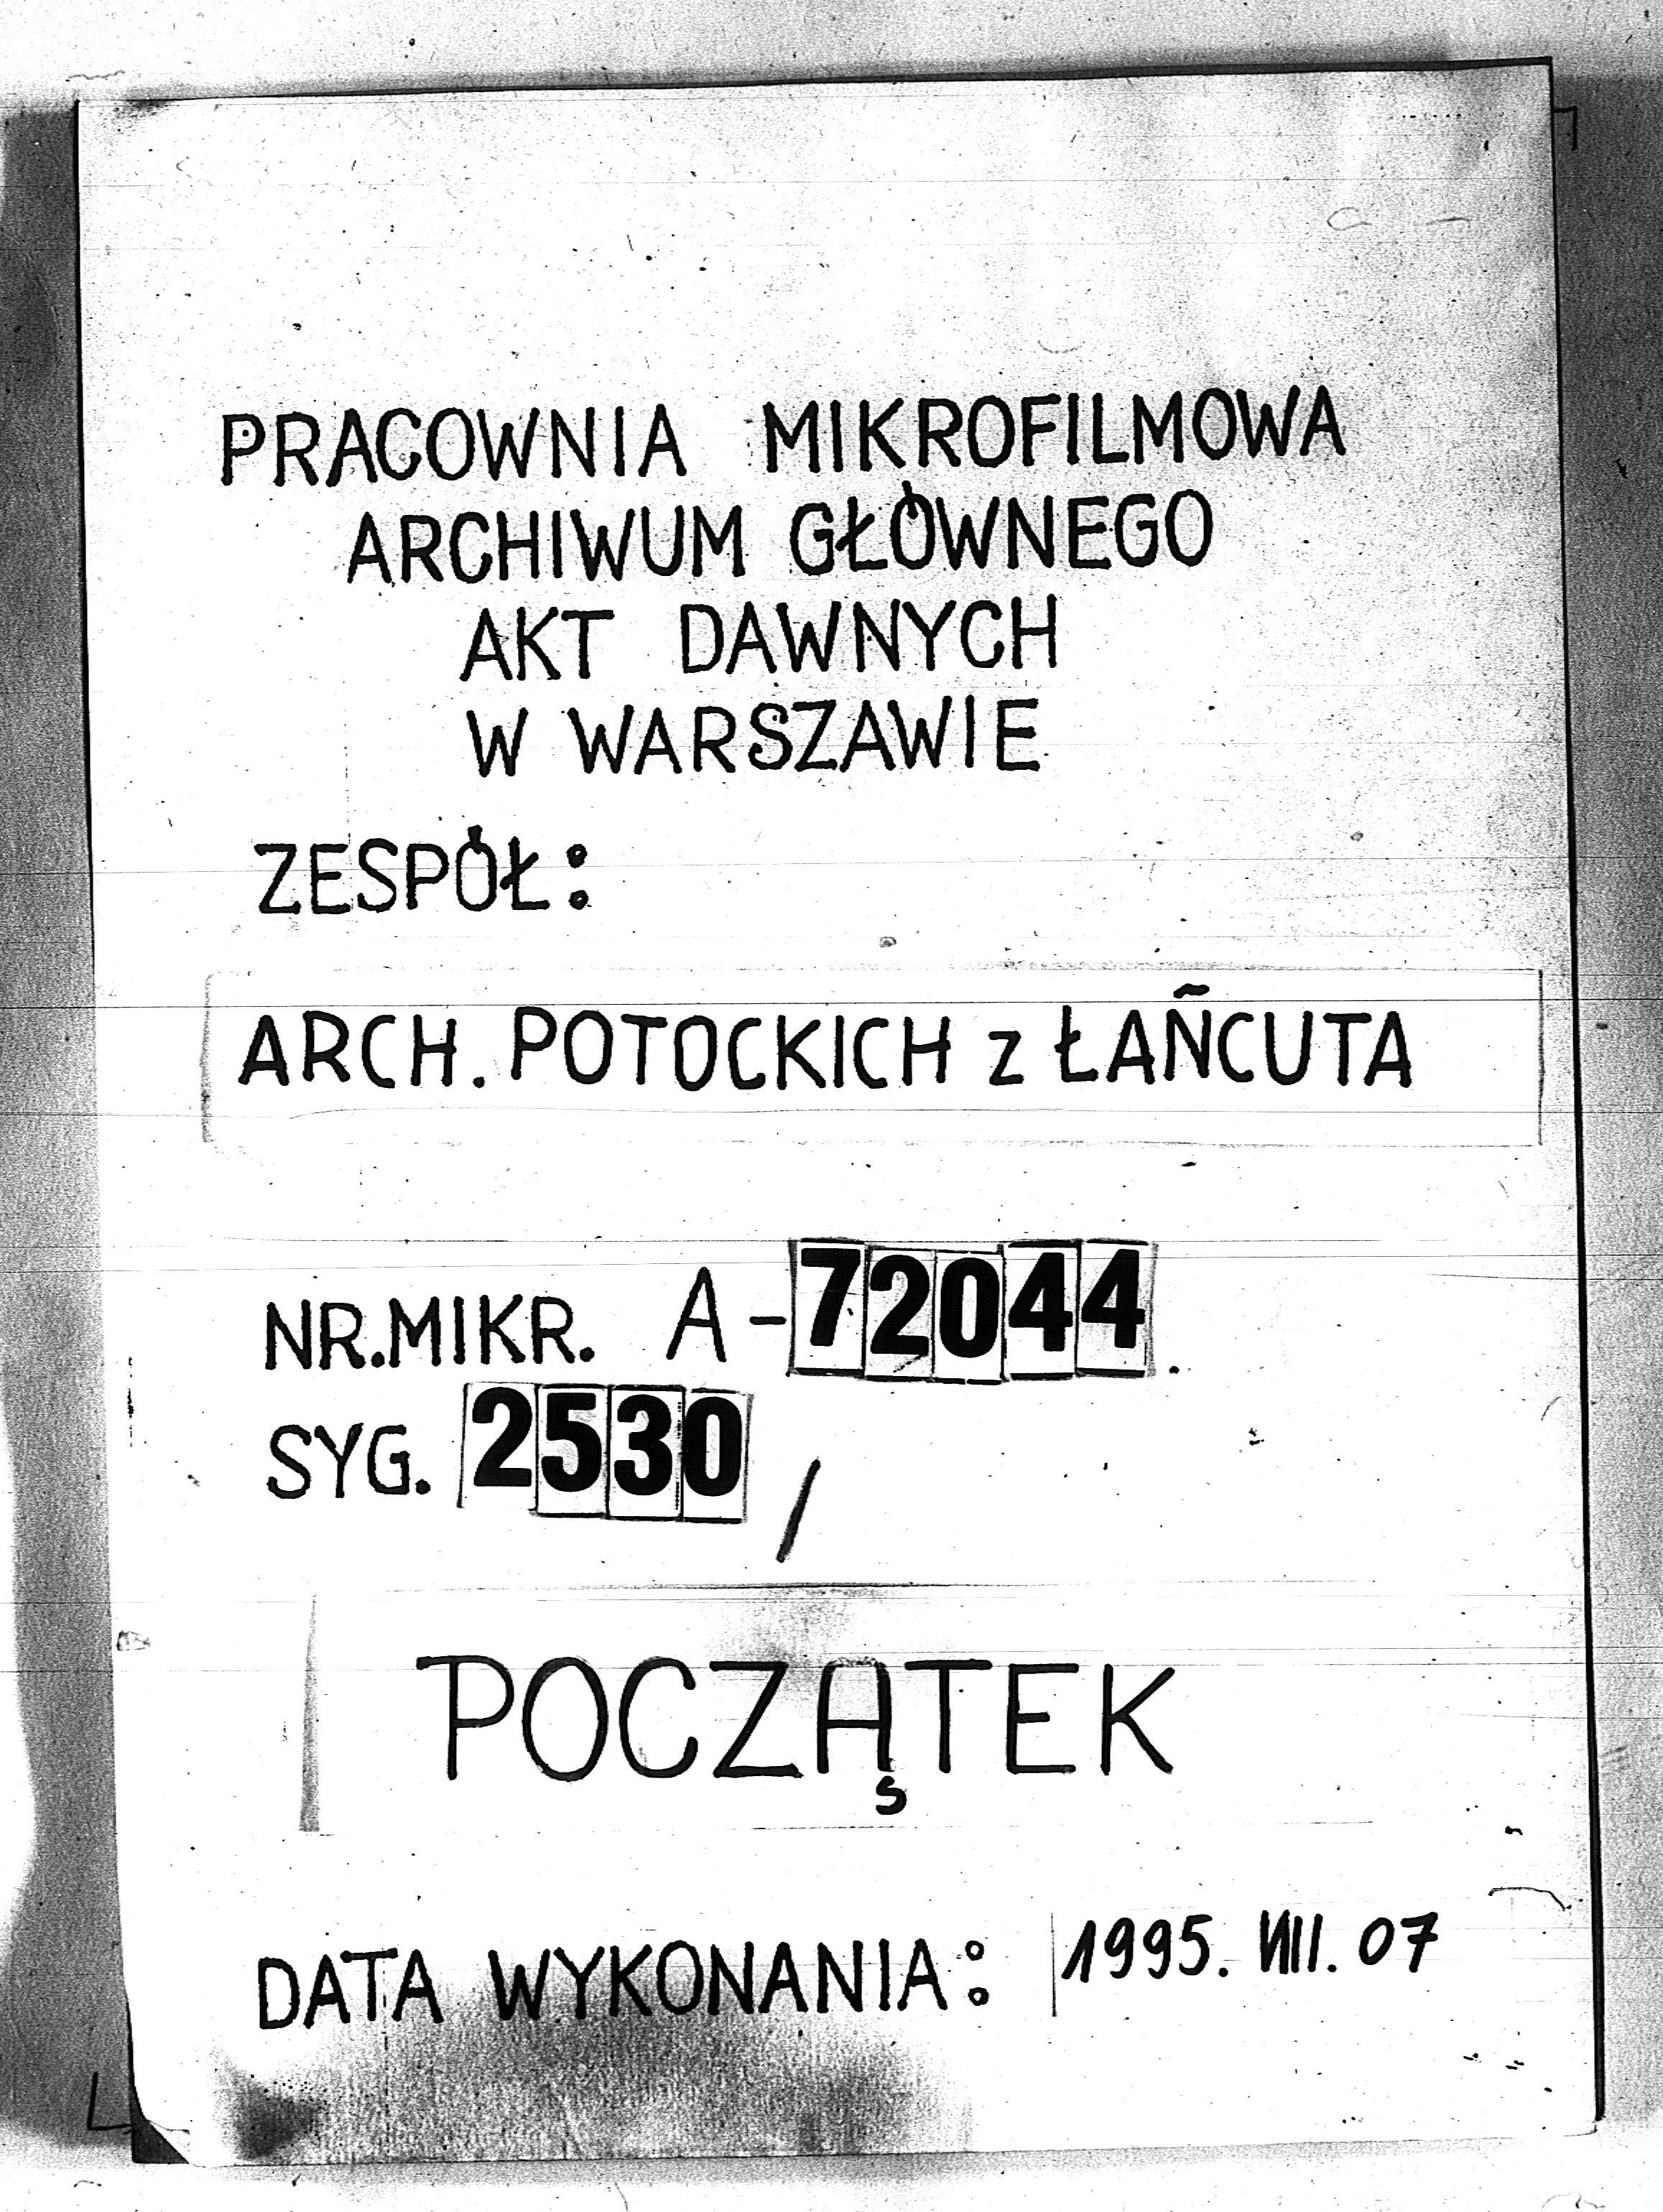 PRACOWNIA MIKROFILMOWA
ARCHIWUM GŁÓWNEGO
AKT DAWNYCH
W WARSZAWIE
ZESPÓŁ:
ARCH. POTOCKICH z ŁAŃCUTA
NR.MIKR. A-72044.
SYG. 2530/
POCZĄTEK
DATA WYKONANIA: 1995. VIII. 07